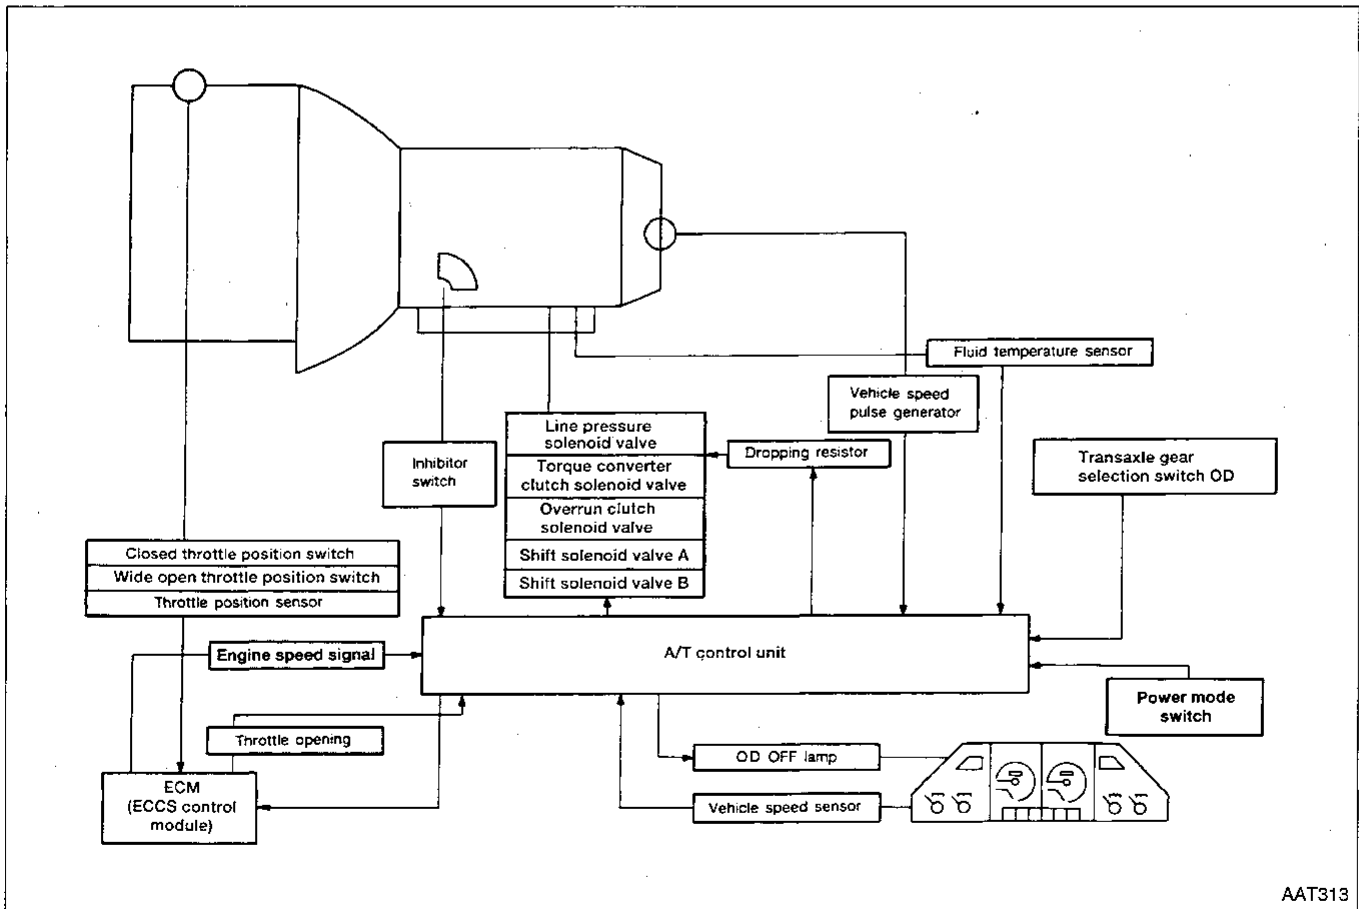 Fluid temperature sensor
Vehicle speed
pulse generator
Line pressure
solenoid valve
Dropping resistor
Transaxle gear
selection switch OD
Inhibitor
switch
Torque converter
clutch solenoid valve
Overrun clutch
solenoid valve
Shift solenoid valve A
Shift solenoid valve B
Closed throttle position switch
Wide open throttle position switch
Throttle position sensor
Engine speed signal
A/T control unit
Power mode
switch
Throttle opening
OD OFF lamp
ECM
(ECCS control
module)
Vehicle speed sensor
AAT313